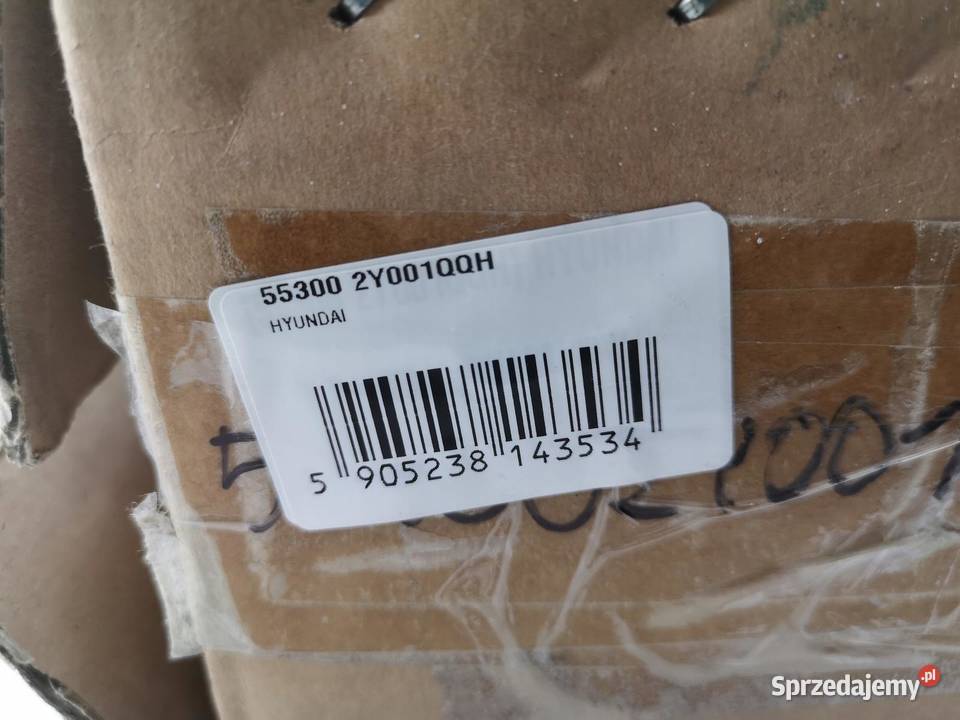 55300 2Y001QQH
HYUNDAI
5 905238 143534
Sprzedajemy.pl